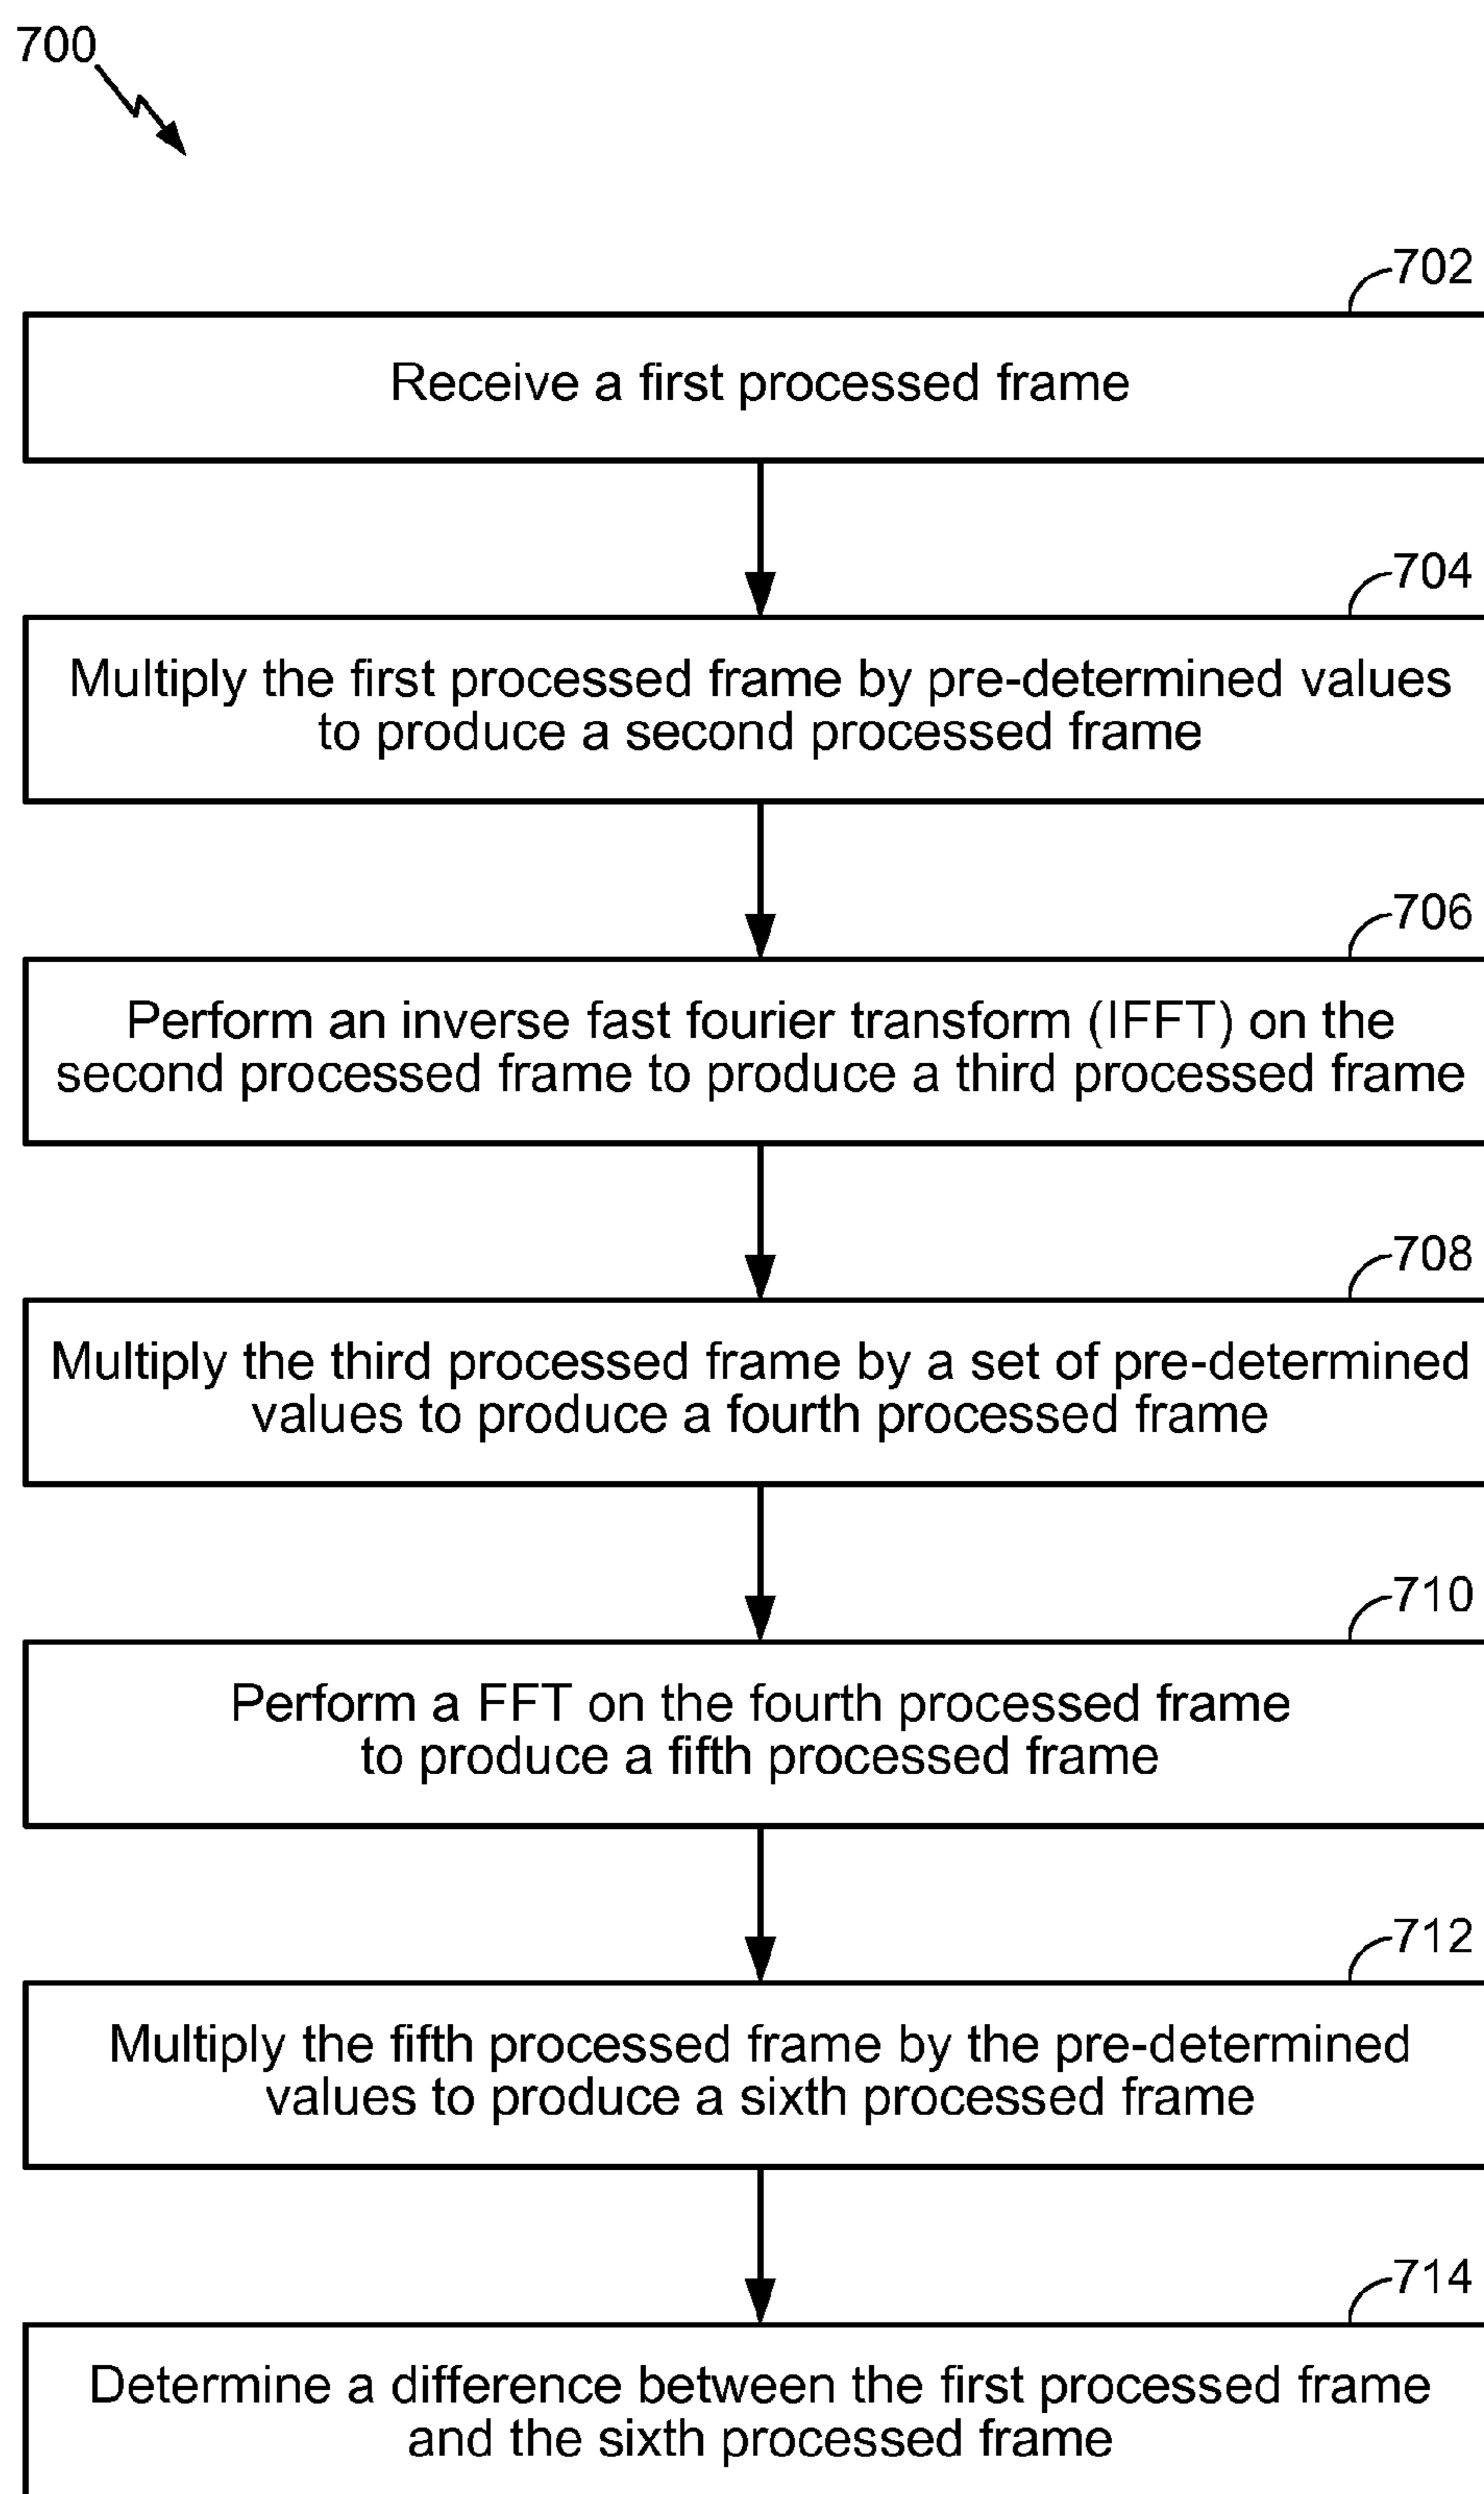 700
702
Receive a first processed frame
704
Multiply the first processed frame by pre-determined values
to produce a second processed frame
706
Perform an inverse fast fourier transform (IFFT) on the
second processed frame to produce a third processed frame
708
Multiply the third processed frame by a set of pre-determined
values to produce a fourth processed frame
710
Perform a FFT on the fourth processed frame
to produce a fifth processed frame
712
Multiply the fifth processed frame by the pre-determined
values to produce a sixth processed frame
714
Determine a difference between the first processed frame
and the sixth processed frame